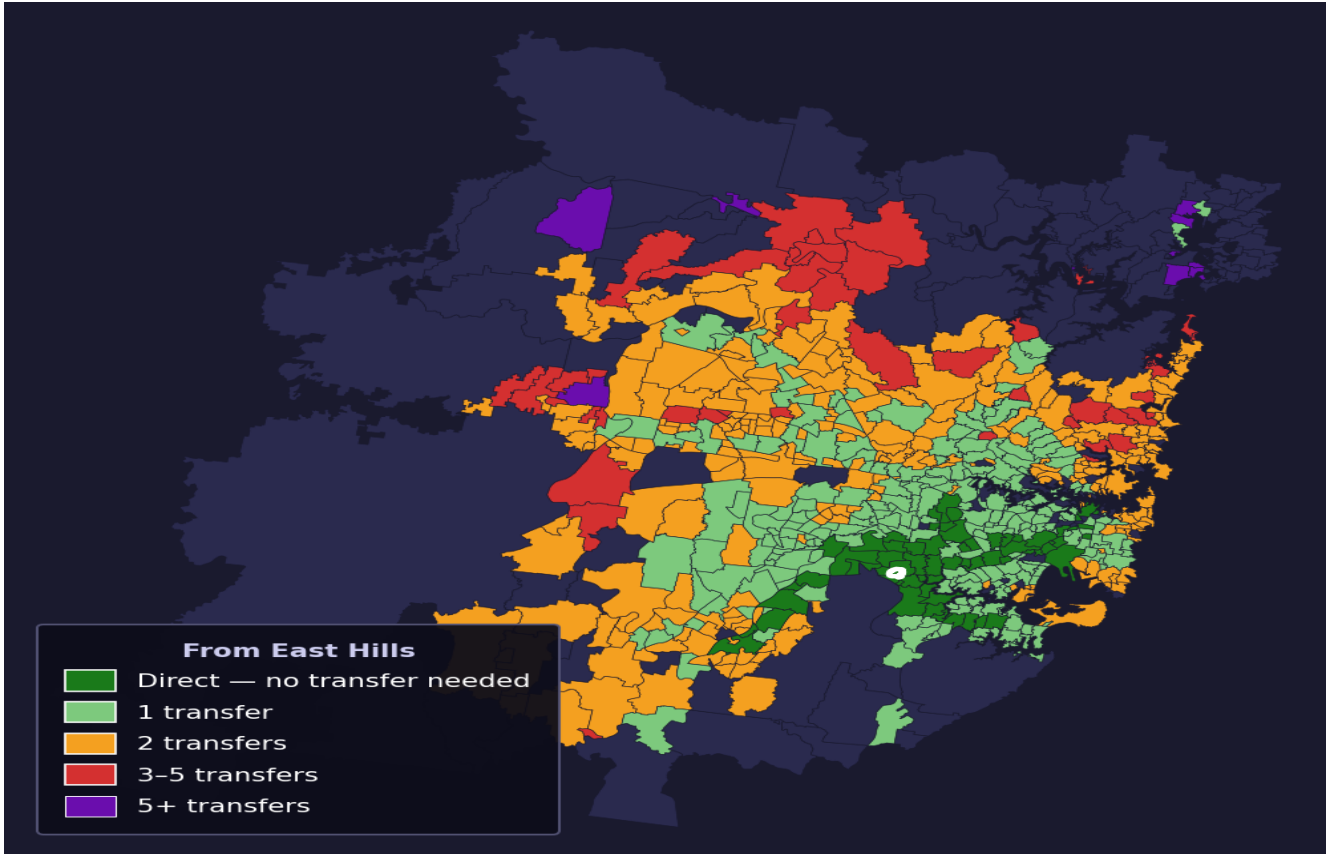 From East Hills
Direct — no transfer needed
1 transfer
2 transfers
3–5 transfers
5+ transfers